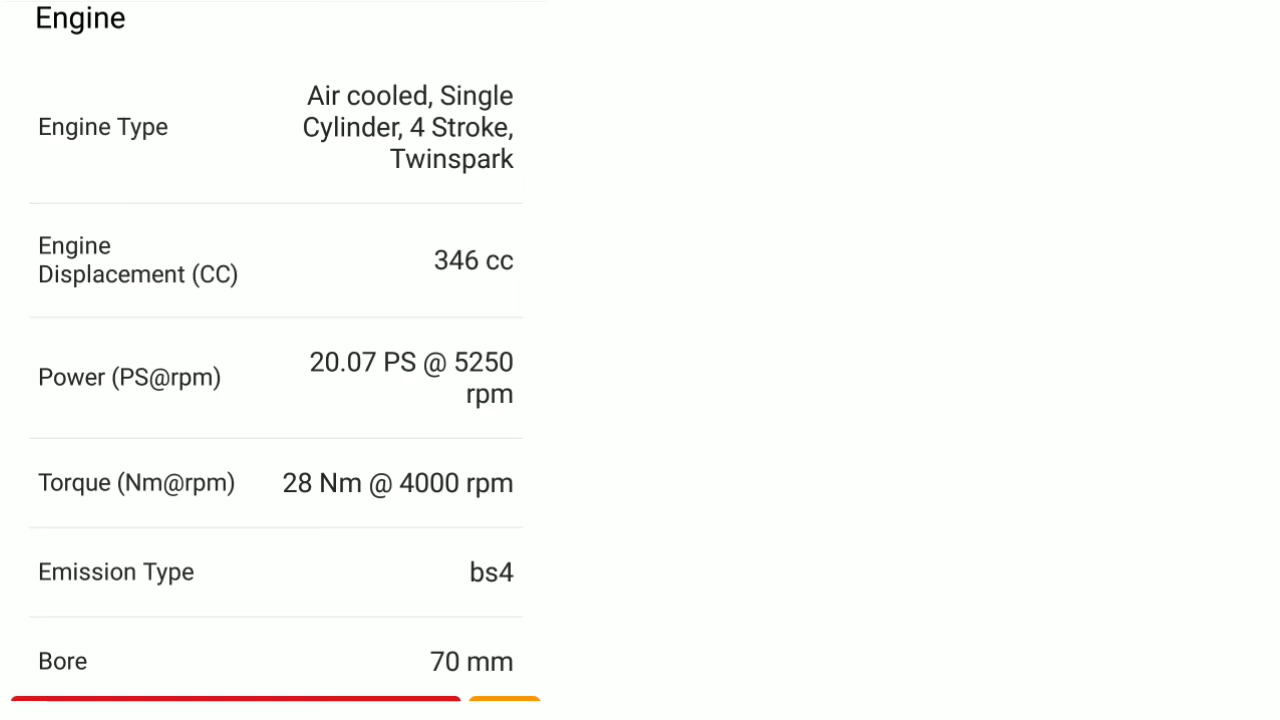 Engine
Engine Type
Air cooled, Single
Cylinder, 4 Stroke,
Twinspark
Engine
Displacement (CC)
346 cc
Power (PS@rpm)
20.07 PS @ 5250
rpm
Torque (Nm@rpm)
28 Nm @ 4000 rpm
Emission Type
bs4
Bore
70 mm